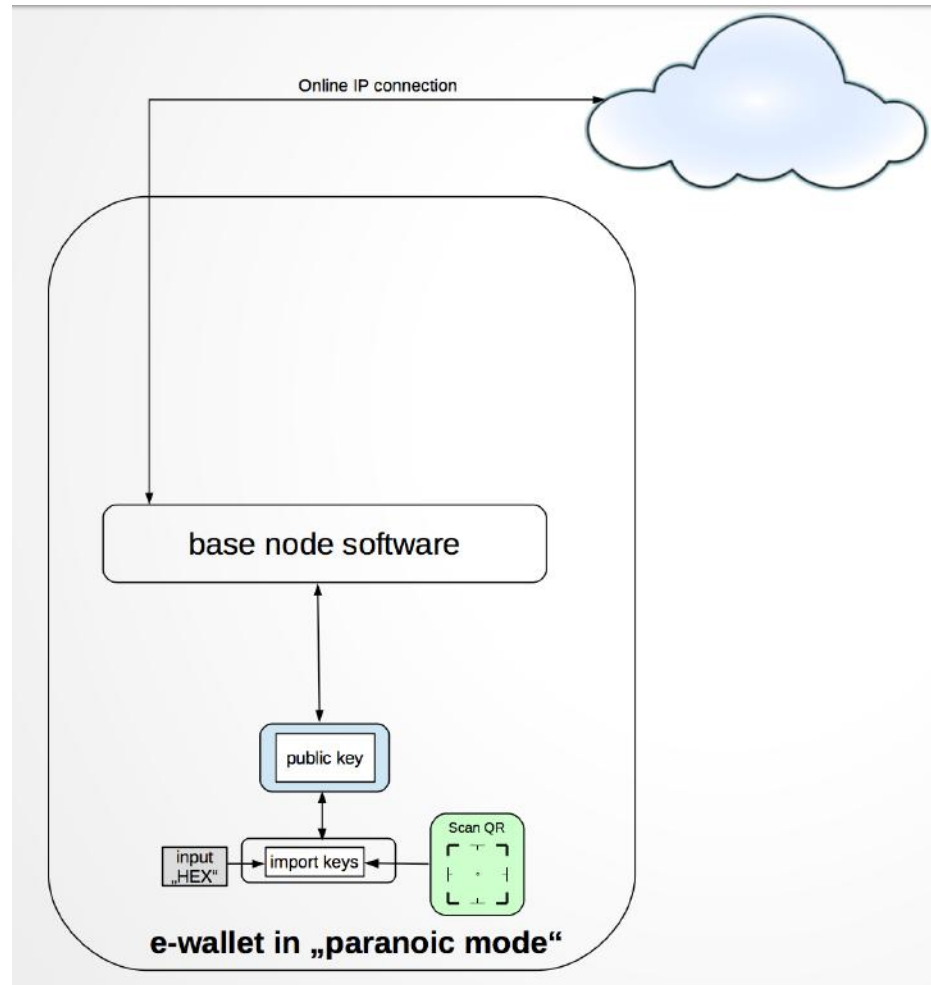 Online IP connection
base node software
public key
Scan QR
input
„HEX“
import keys
e-wallet in „paranoic mode“